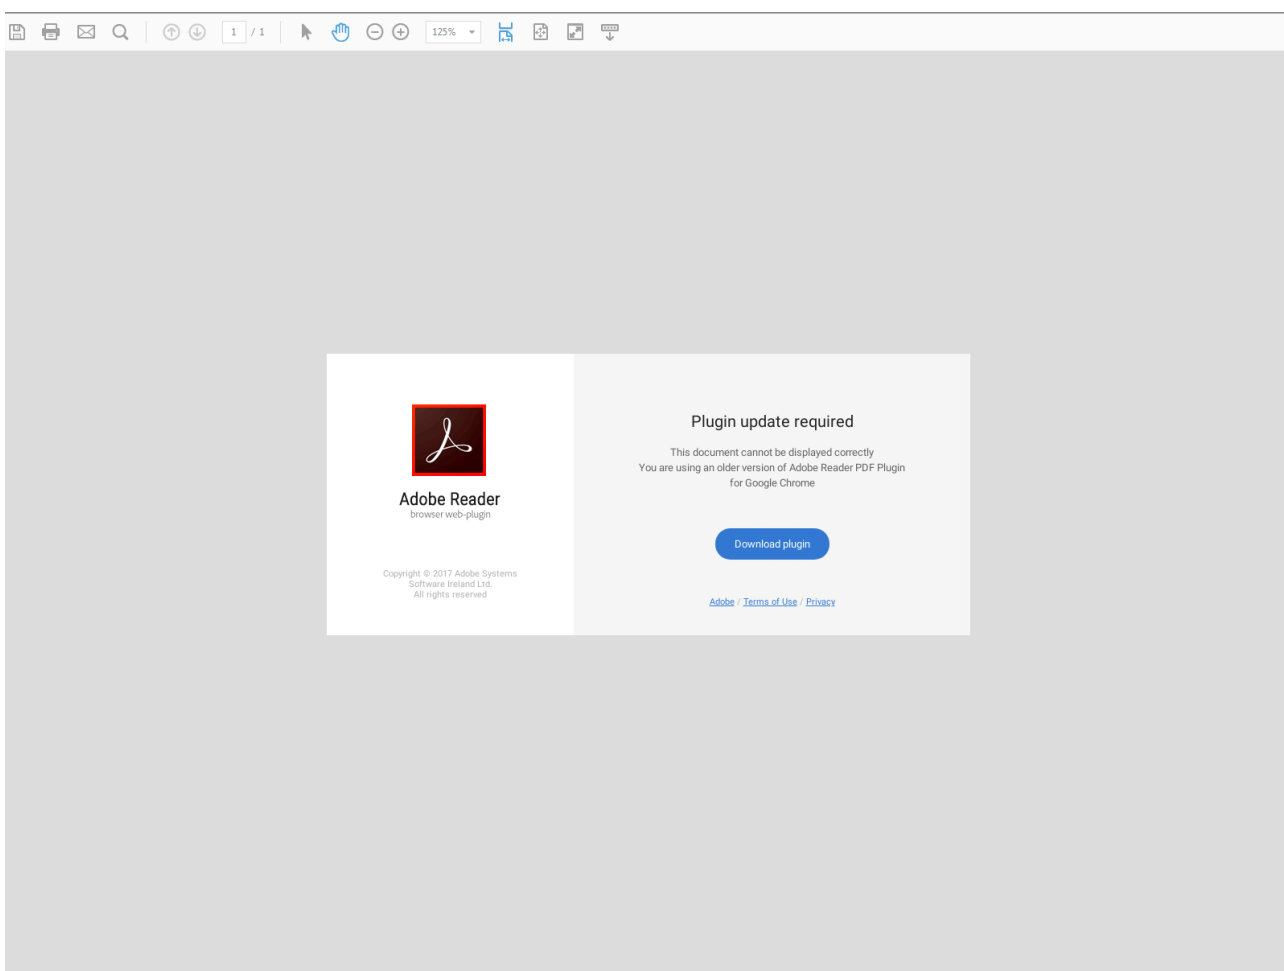 1 / 1 125%
Plugin update required
This document cannot be displayed correctly
You are using an older version of Adobe Reader PDF Plugin
for Google Chrome
Adobe Reader
browser web-plugin
Download plugin
Copyright © 2017 Adobe Systems
Software Ireland Ltd.
All rights reserved
Adobe / Terms of Use / Privacy